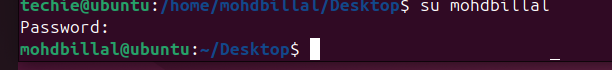 techie@ubuntu:/home/mohdbillal/Desktop$ su mohdbillal
Password:
mohdbillal@ubuntu:~/Desktop$